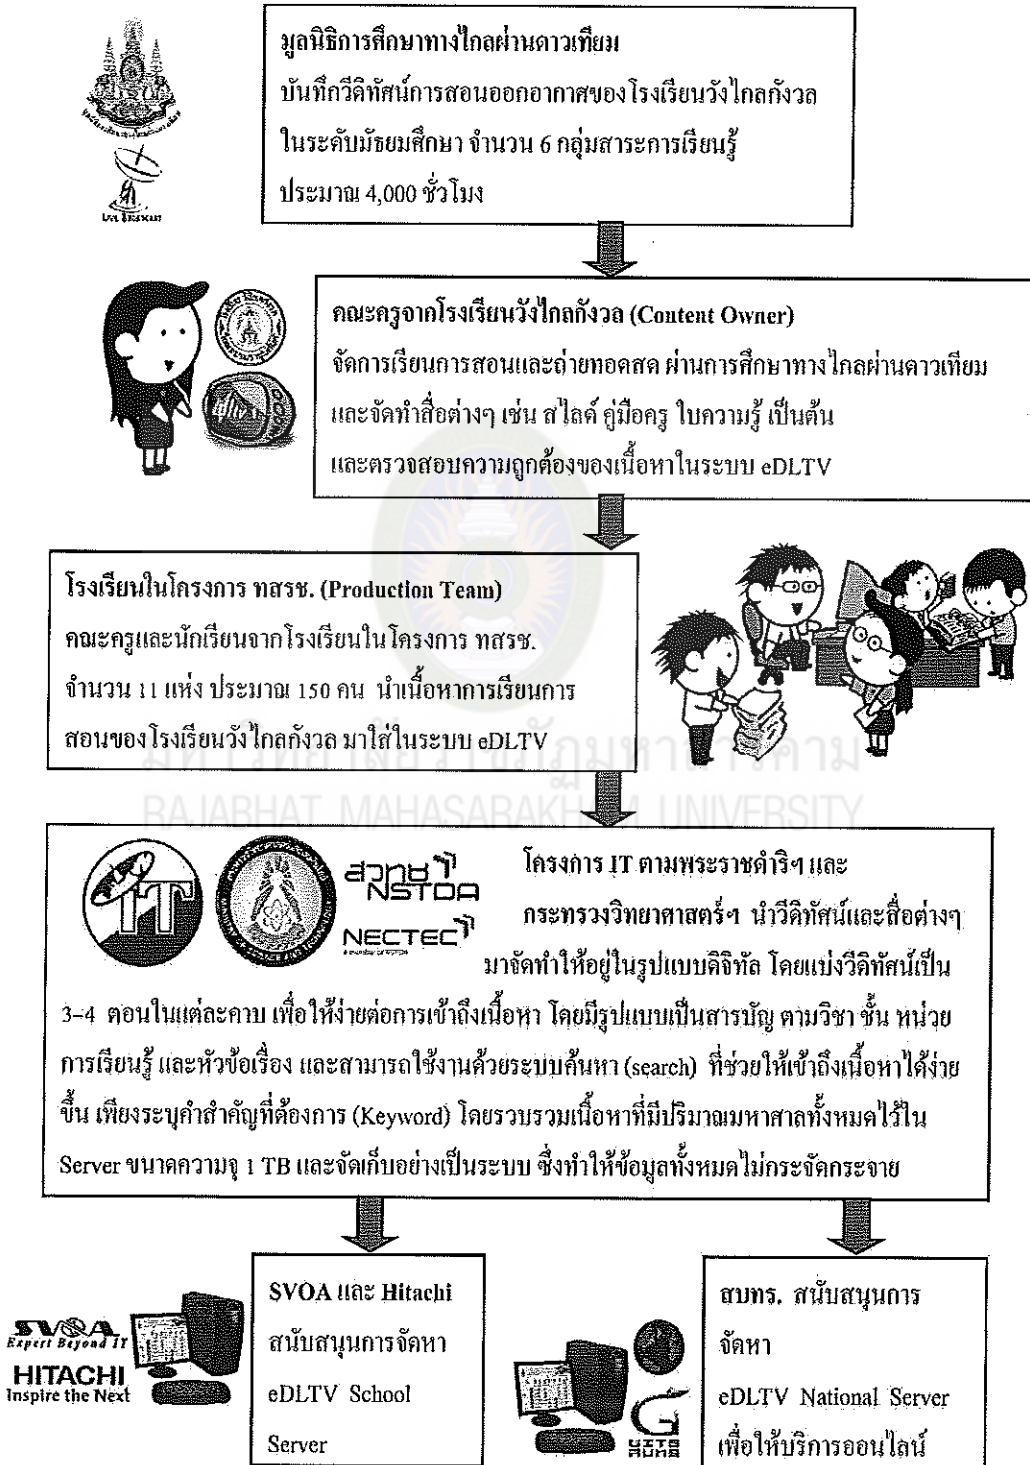 มูลนิธิการศึกษาทางไกลผ่านดาวเทียม
บันทึกวีดิทัศน์การสอนออกอากาศของโรงเรียนวังไกลกังวล
ในระดับมัธยมศึกษา จำนวน 6 กลุ่มสาระการเรียนรู้
ประมาณ 4,000 ชั่วโมง
คณะครูจากโรงเรียนวังไกลกังวล (Content Owner)
จัดการเรียนการสอนและถ่ายทอดสด ผ่านการศึกษาทางไกลผ่านดาวเทียม
และจัดทำสื่อต่างๆ เช่น สไลด์ คู่มือครู ใบความรู้ เป็นต้น
และตรวจสอบความถูกต้องของเนื้อหาในระบบ eDLTV
โรงเรียนในโครงการ ทสรช. (Production Team)
คณะครูและนักเรียนจากโรงเรียนในโครงการ ทสรช.
จำนวน 11 แห่ง ประมาณ 150 คน นำเนื้อหาการเรียนการ
สอนของโรงเรียนวังไกลกังวล มาใส่ในระบบ eDLTV
มหาวิทยาลัยราชภัฏมหาสารคาม
RAJABHAT MAHASARAKHAM UNIVERSITY
IT
สวทช
NSTDA
NECTEC
โครงการ IT ตามพระราชดำริฯ และ
กระทรวงวิทยาศาสตร์ฯ นำวีดิทัศน์และสื่อต่างๆ
มาจัดทำให้อยู่ในรูปแบบดิจิทัล โดยแบ่งวีดิทัศน์เป็น
3-4 ตอนในแต่ละคาบ เพื่อให้ง่ายต่อการเข้าถึงเนื้อหา โดยมีรูปแบบเป็นสารบัญ ตามวิชา ชั้น หน่วย
การเรียนรู้ และหัวข้อเรื่อง และสามารถใช้งานด้วยระบบค้นหา (search) ที่ช่วยให้เข้าถึงเนื้อหาได้ง่าย
ขึ้น เพียงระบุคำสำคัญที่ต้องการ (Keyword) โดยรวบรวมเนื้อหาที่มีปริมาณมหาศาลทั้งหมดไว้ใน
Server ขนาดความจุ 1 TB และจัดเก็บอย่างเป็นระบบ ซึ่งทำให้ข้อมูลทั้งหมดไม่กระจัดกระจาย
SVOA
Expert Beyond IT
HITACHI
Inspire the Next
SVOA และ Hitachi
สนับสนุนการจัดหา
eDLTV School
Server
สบทร. สนับสนุนการ
จัดหา
eDLTV National Server
เพื่อให้บริการออนไลน์